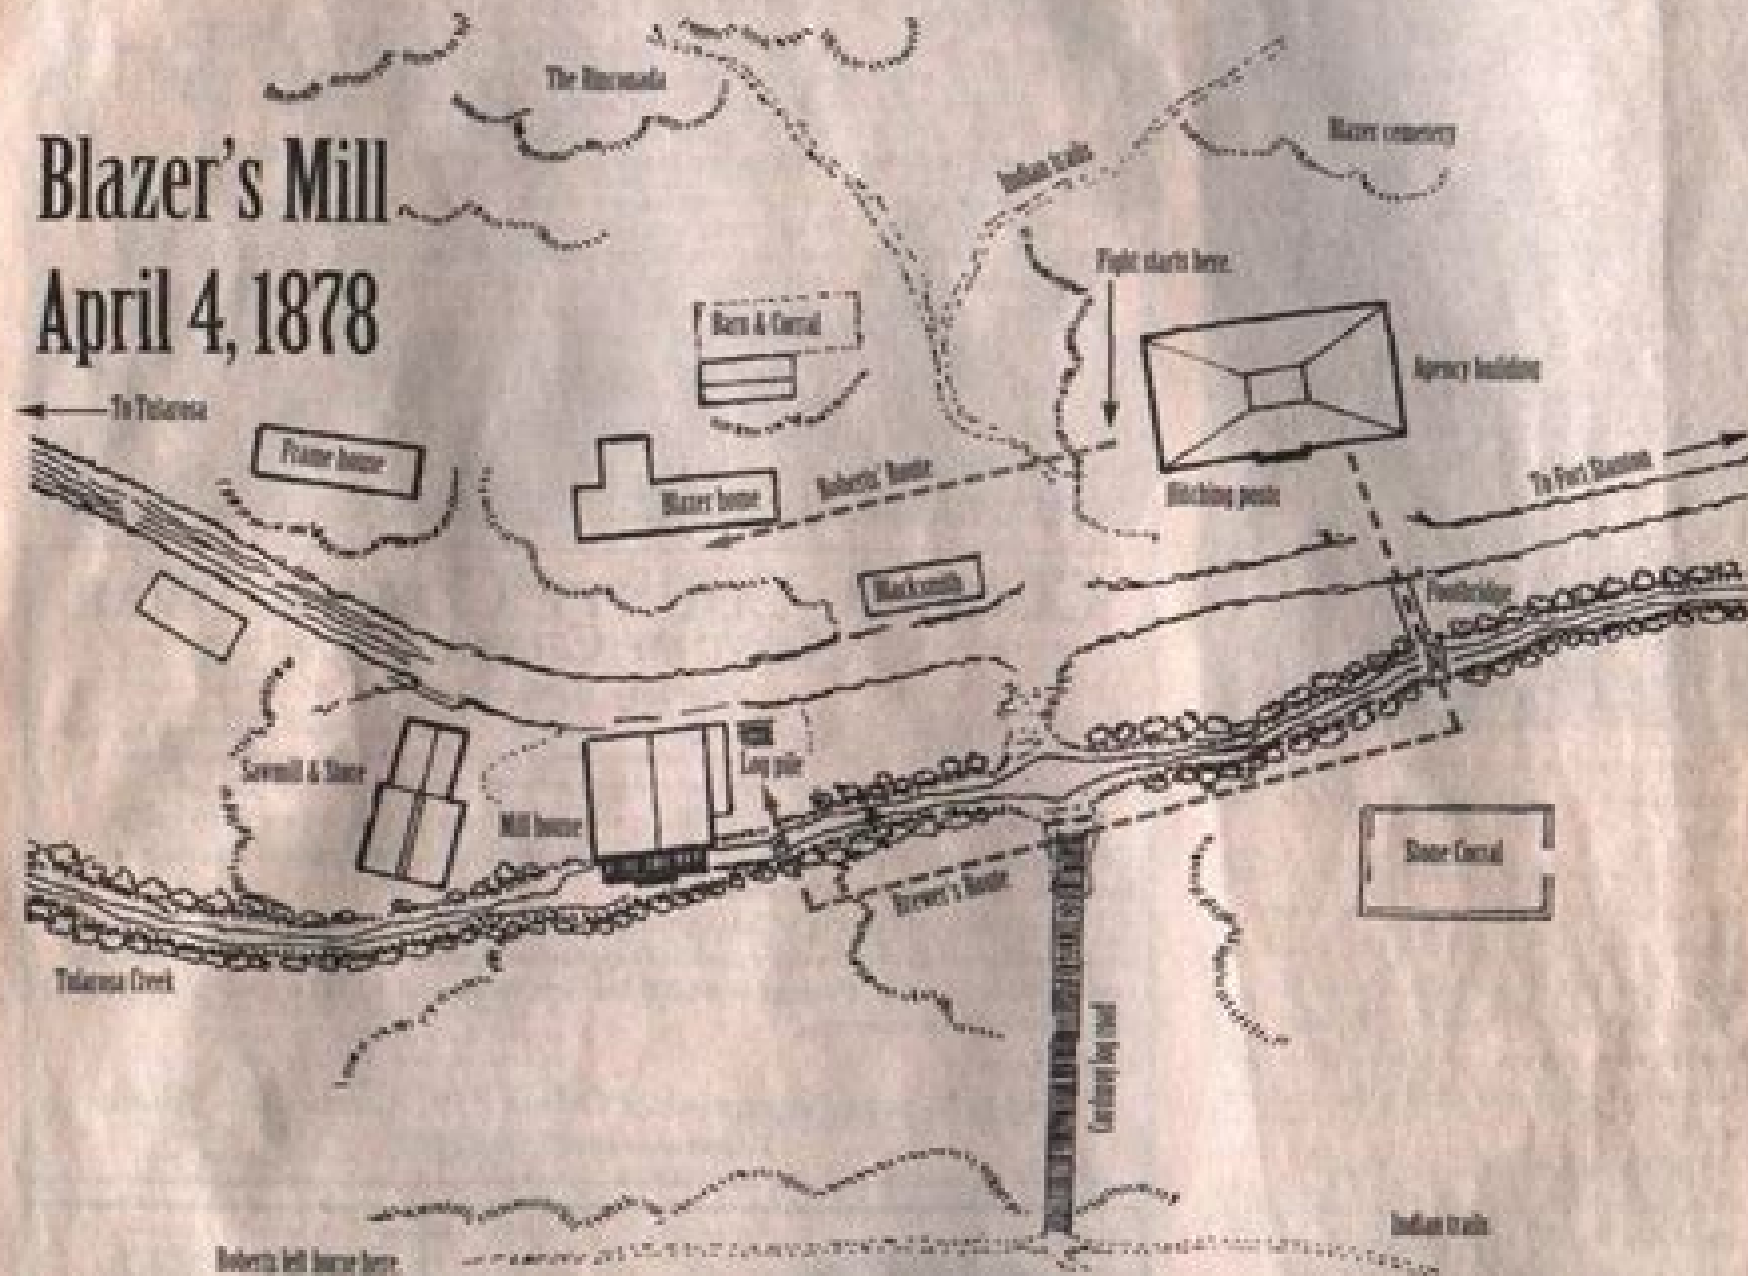 The Rinconada
Blazer cemetery
Blazer's Mill
April 4, 1878
Indian trails
Fight starts here.
Barn & Corral
Agency building
To Tularosa
Frame house
Blazer home
Roberts' Route
Hitching posts
To Fort Stanton
Blacksmith
Footbridge
Sawmill & Store
Log pile
Mill house
Stone Corral
Brewer's Route
Tularosa Creek
Corduroy log road
Indian trails
Roberts left horse here.